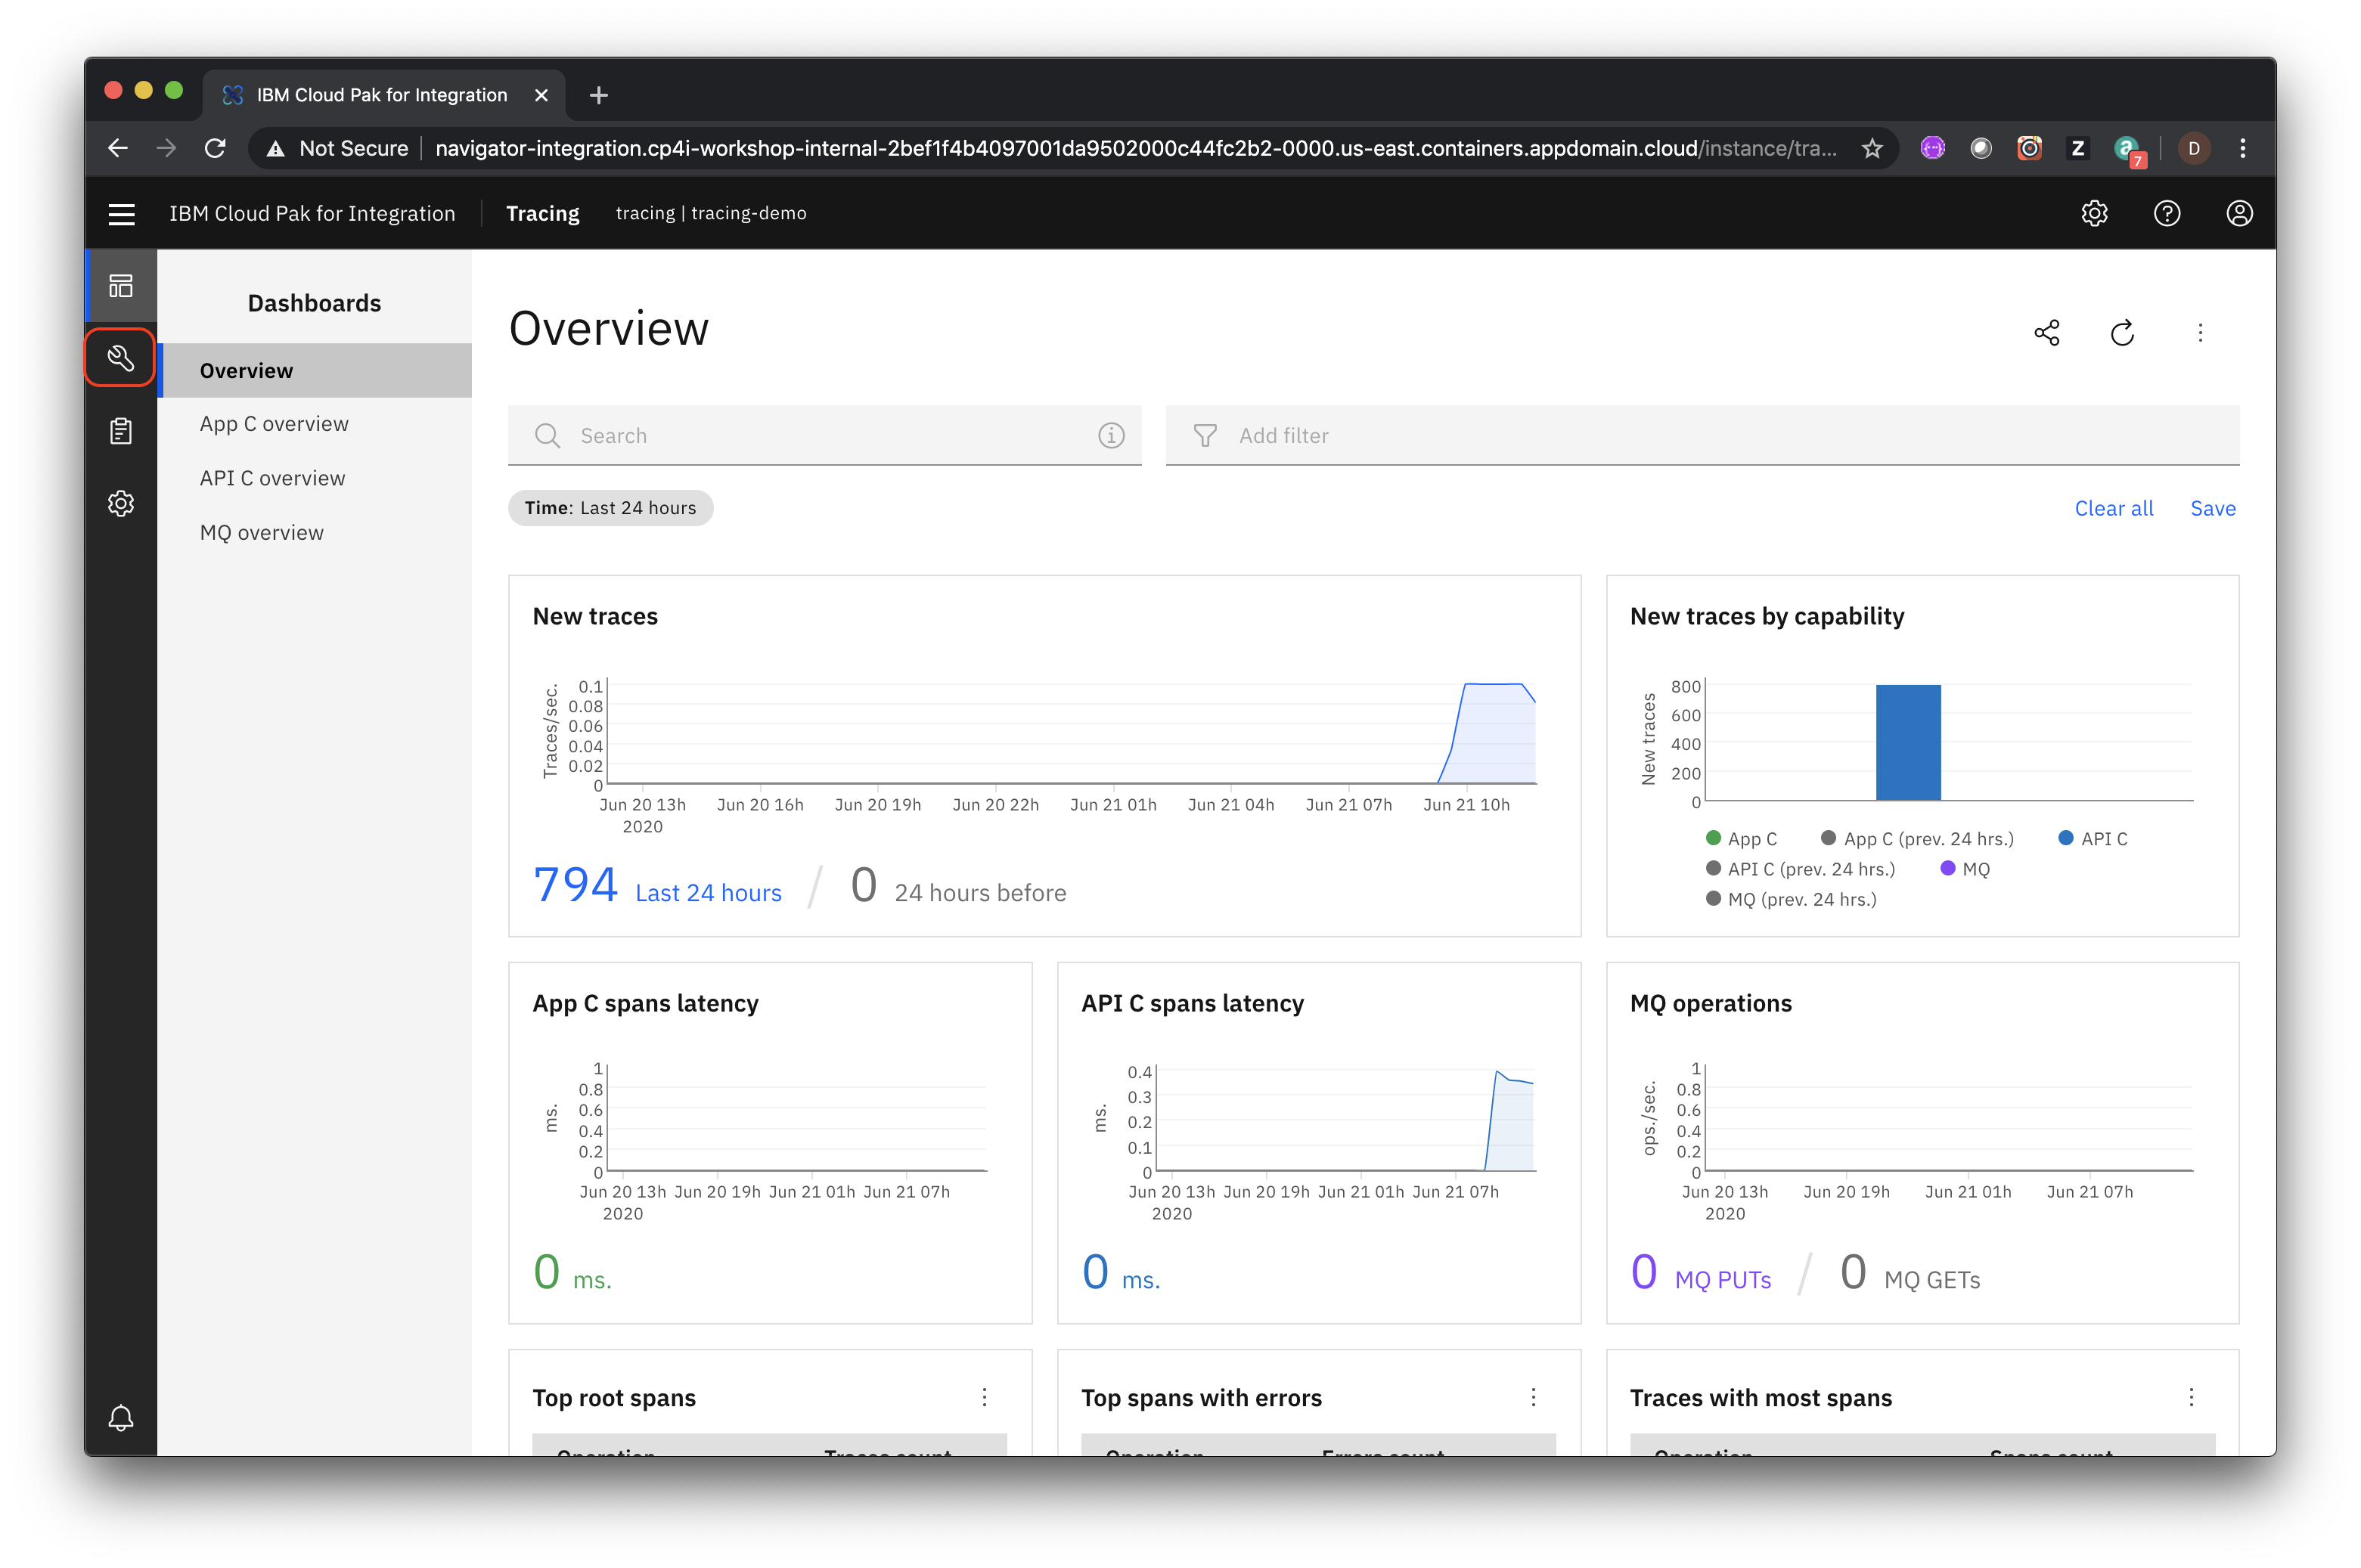 IBM Cloud Pak for Integration
Not Secure navigator-integration.cp4i-workshop-internal-2bef1f4b4097001da9502000c44fc2b2-0000.us-east.containers.appdomain.cloud/instance/tra...
Z
a
7
D
IBM Cloud Pak for Integration Tracing tracing | tracing-demo
Dashboards
Overview
App C overview
API C overview
MQ overview
Overview
Search
Add filter
Time: Last 24 hours
Clear all Save
New traces
Traces/sec.
0.1
0.08
0.06
0.04
0.02
0
Jun 20 13h Jun 20 16h Jun 20 19h Jun 20 22h Jun 21 01h Jun 21 04h Jun 21 07h Jun 21 10h
2020
794 Last 24 hours / 0 24 hours before
New traces by capability
New traces
800
600
400
200
0
App C App C (prev. 24 hrs.) API C
API C (prev. 24 hrs.) MQ
MQ (prev. 24 hrs.)
App C spans latency
ms.
1
0.8
0.6
0.4
0.2
0
Jun 20 13h Jun 20 19h Jun 21 01h Jun 21 07h
2020
0 ms.
API C spans latency
ms.
0.4
0.3
0.2
0.1
0
Jun 20 13h Jun 20 19h Jun 21 01h Jun 21 07h
2020
0 ms.
MQ operations
ops./sec.
1
0.8
0.6
0.4
0.2
0
Jun 20 13h Jun 20 19h Jun 21 01h Jun 21 07h
2020
0 MQ PUTs / 0 MQ GETs
Top root spans
Operation Traces count
Top spans with errors
Operation Errors count
Traces with most spans
Operation Spans count